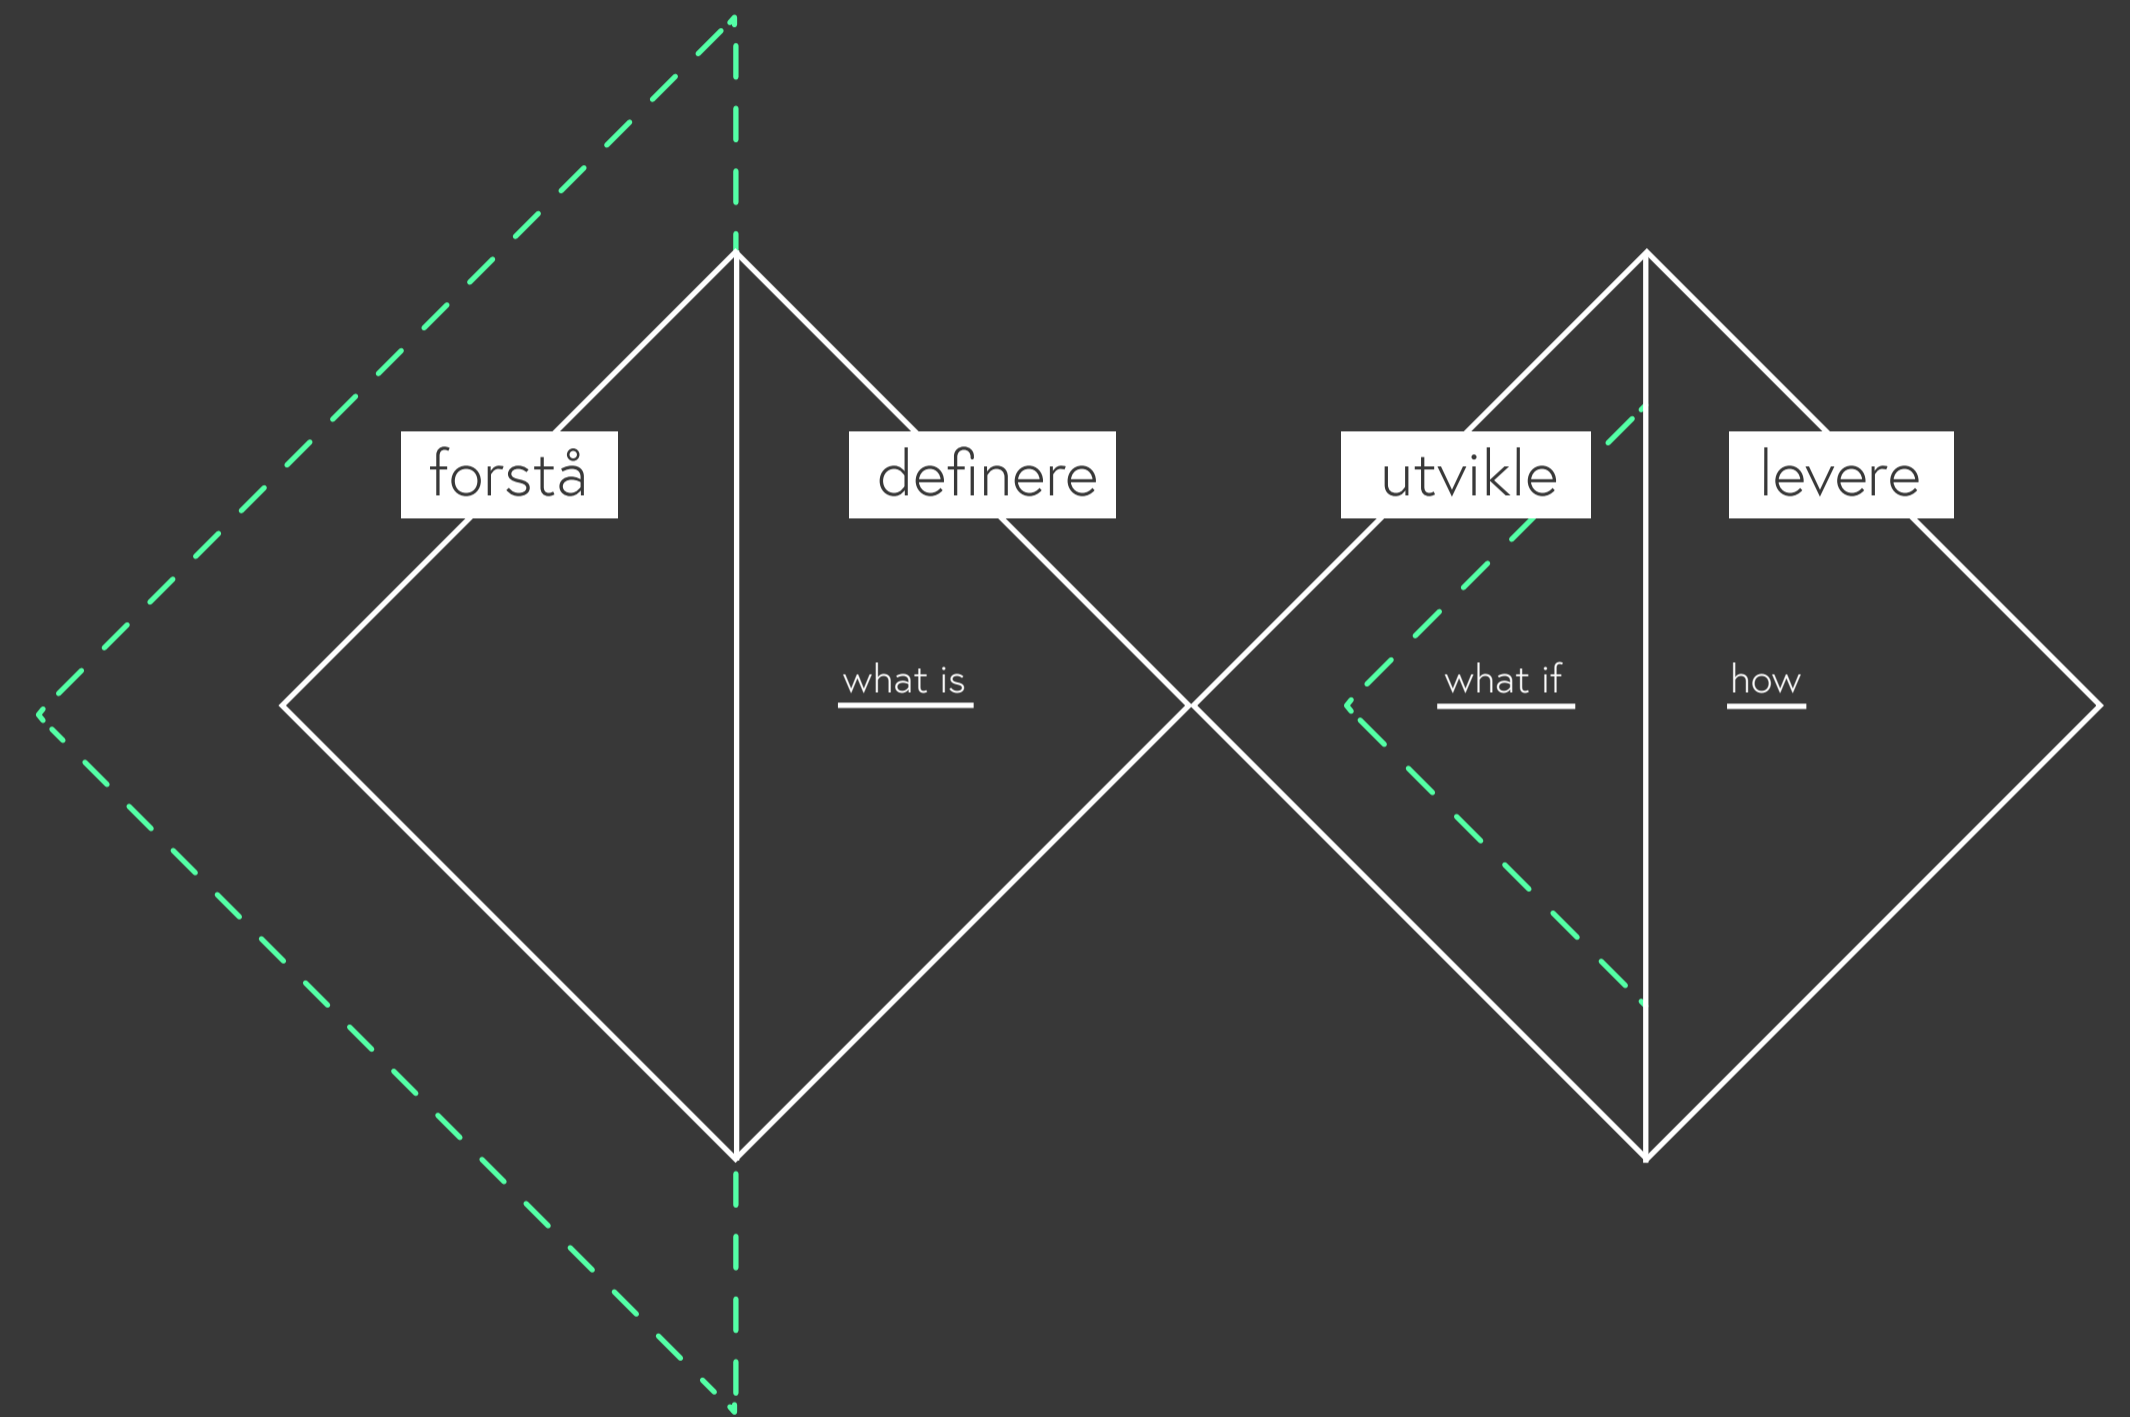 forstå
definere
utvikle
levere
what is
what if
how